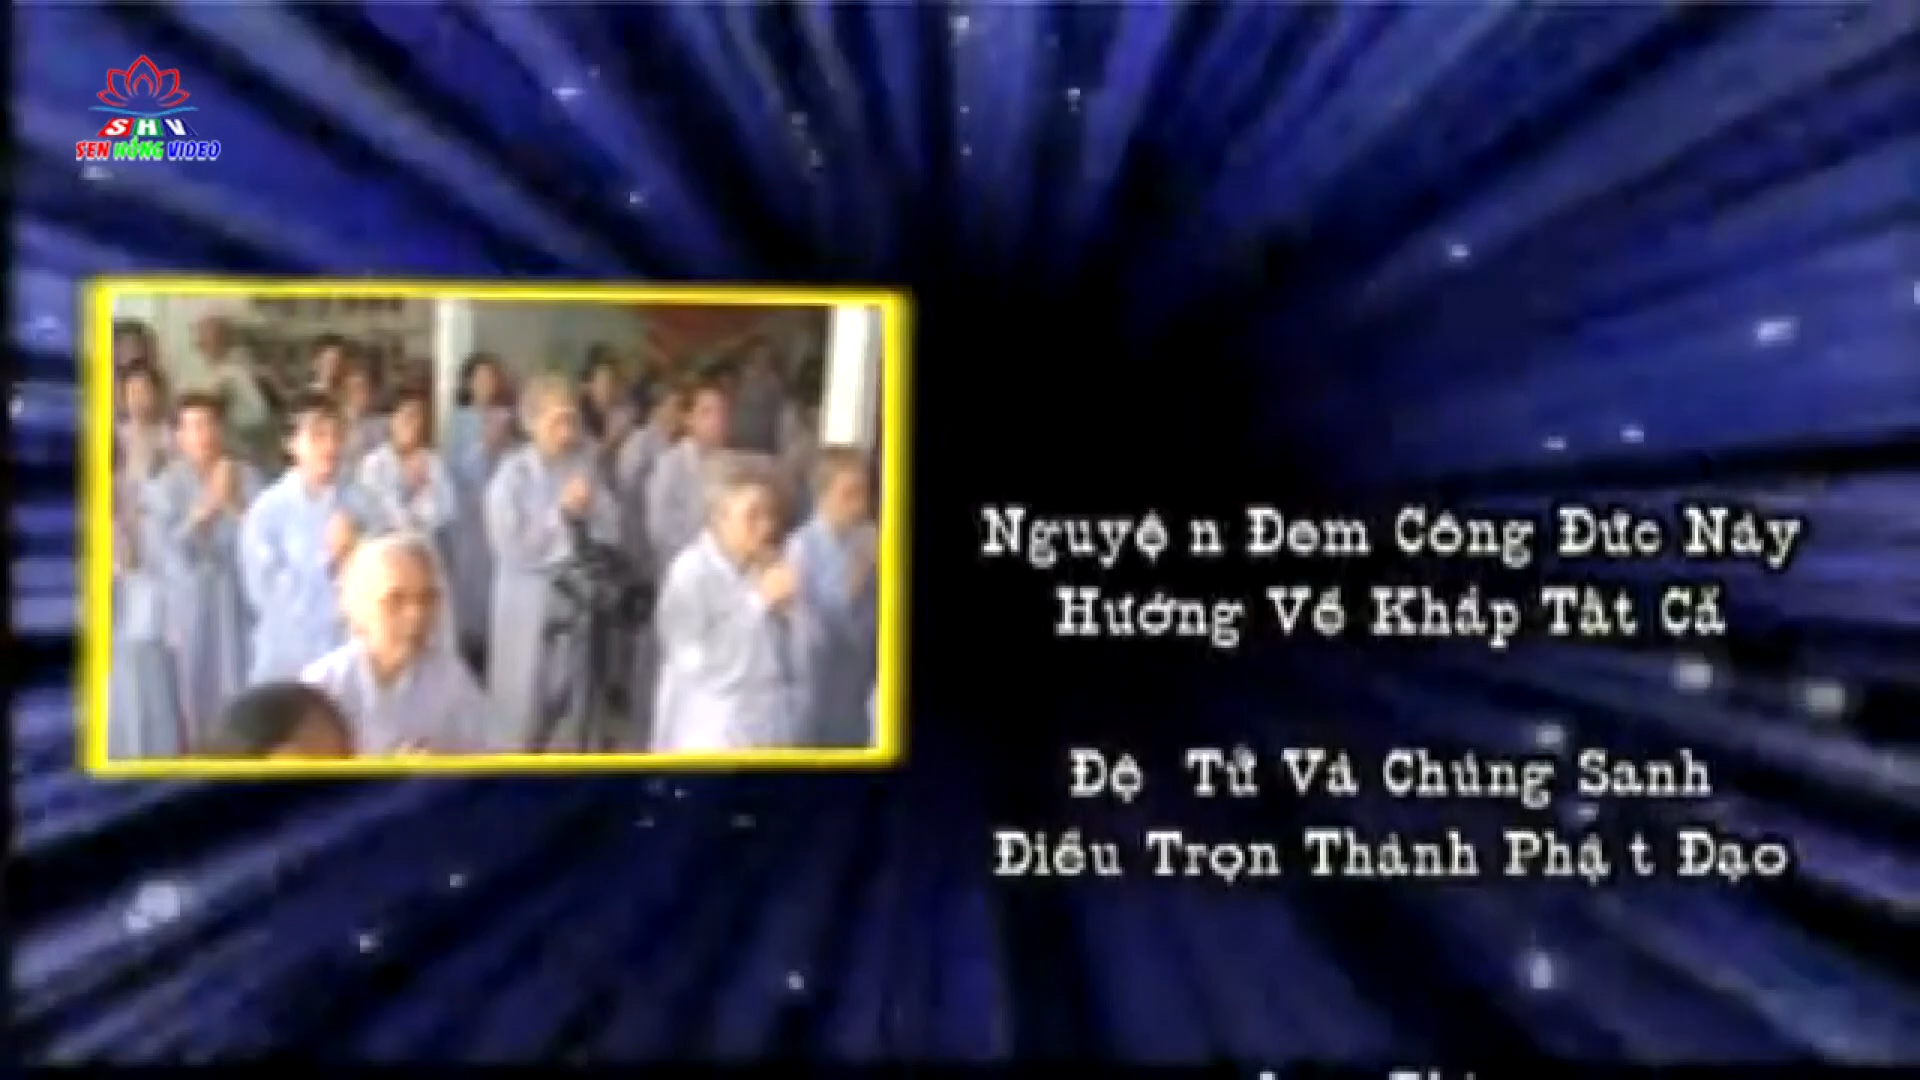 SHV
SEN HỒNG VIDEO
Nguyện Đem Công Đức Này
Hướng Về Khắp Tất Cả
Đệ Tử Và Chúng Sanh
Điều Trọn Thành Phật Đạo